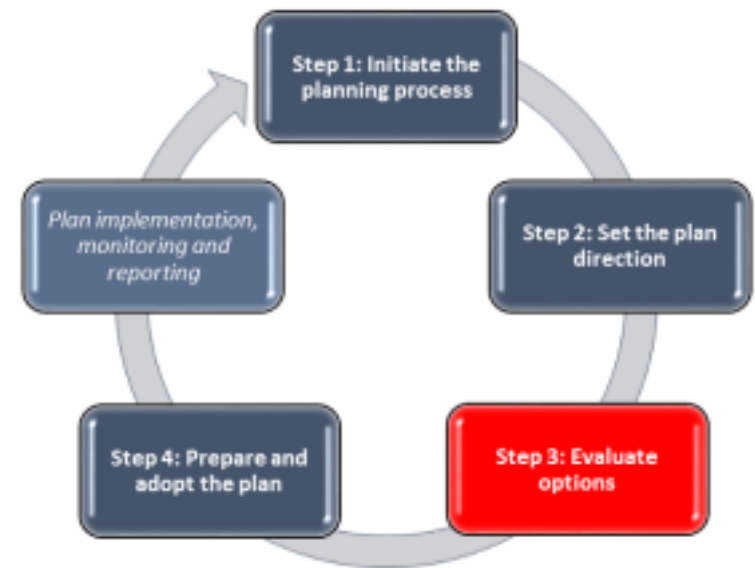 Step 1: Initiate the
planning process
Step 2: Set the plan
direction
Step 3: Evaluate
options
Step 4: Prepare and
adopt the plan
Plan implementation,
monitoring and
reporting